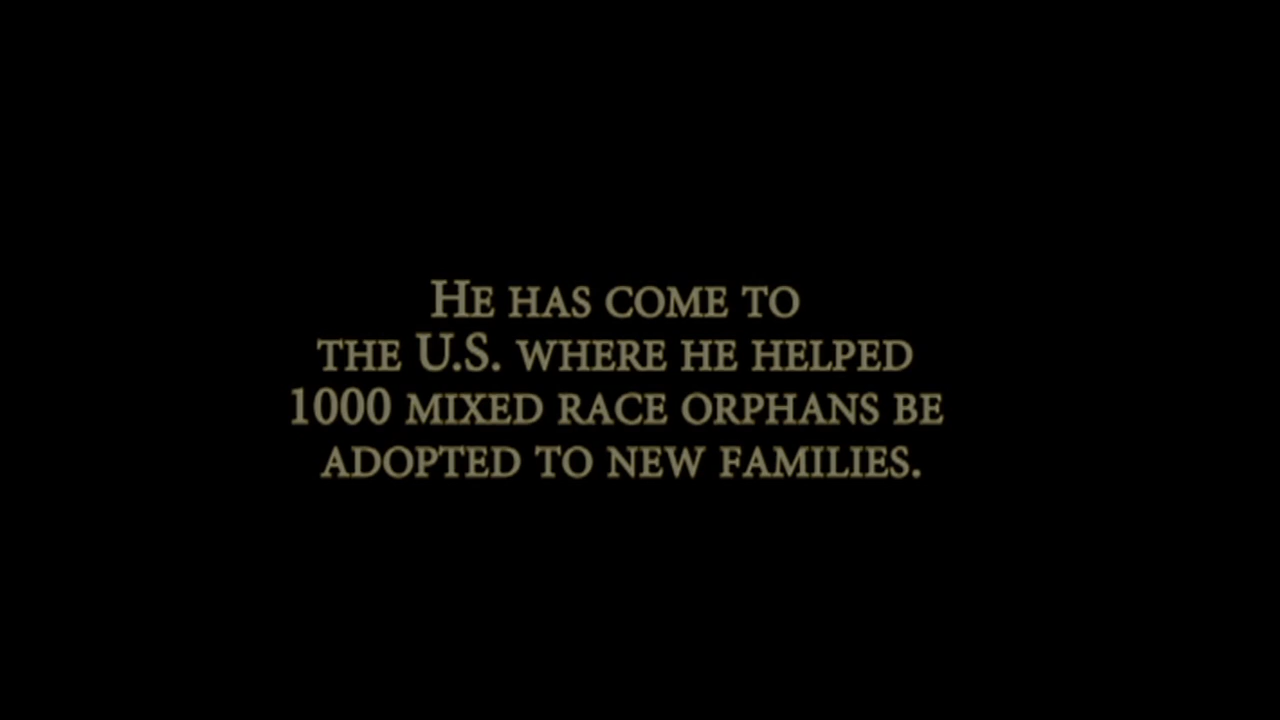 He has come to
the U.S. where he helped
1000 mixed race orphans be
adopted to new families.